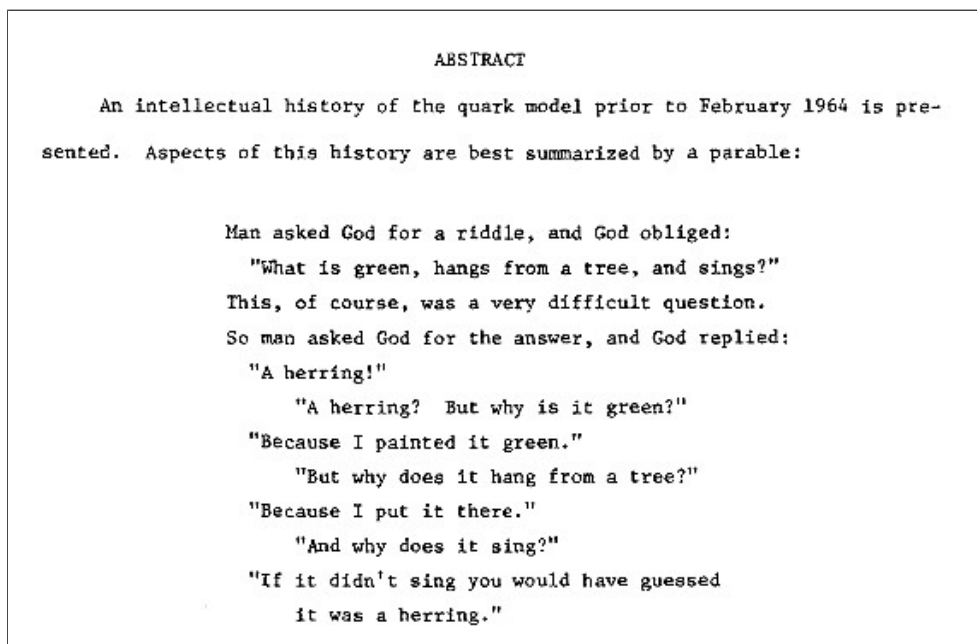 ABSTRACT
An intellectual history of the quark model prior to February 1964 is pre-
sented. Aspects of this history are best summarized by a parable:
Man asked God for a riddle, and God obliged:
"What is green, hangs from a tree, and sings?"
This, of course, was a very difficult question.
So man asked God for the answer, and God replied:
"A herring!"
"A herring? But why is it green?"
"Because I painted it green."
"But why does it hang from a tree?"
"Because I put it there."
"And why does it sing?"
"If it didn't sing you would have guessed
it was a herring."